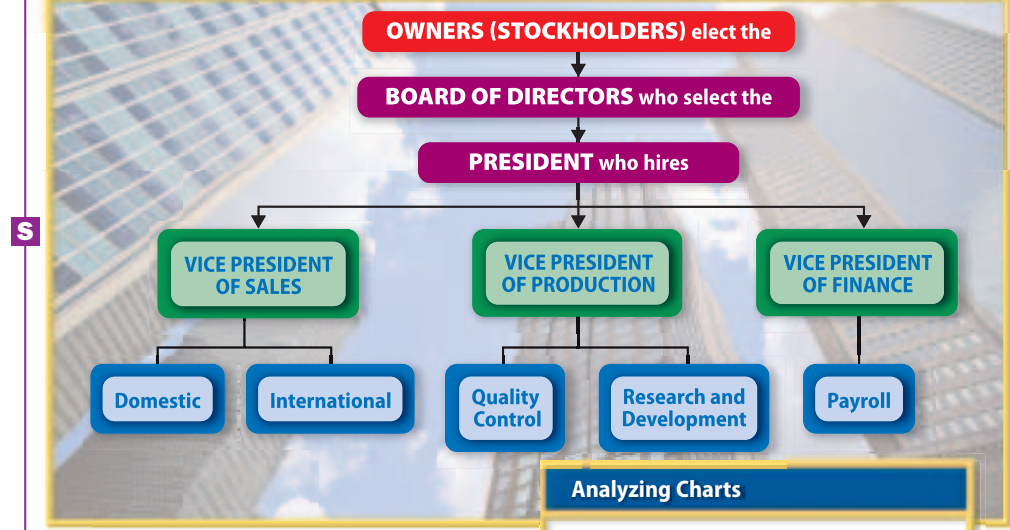 OWNERS (STOCKHOLDERS) elect the
BOARD OF DIRECTORS who select the
PRESIDENT who hires
S
VICE PRESIDENT
OF SALES
VICE PRESIDENT
OF PRODUCTION
VICE PRESIDENT
OF FINANCE
Domestic
International
Quality
Control
Research and
Development
Payroll
Analyzing Charts